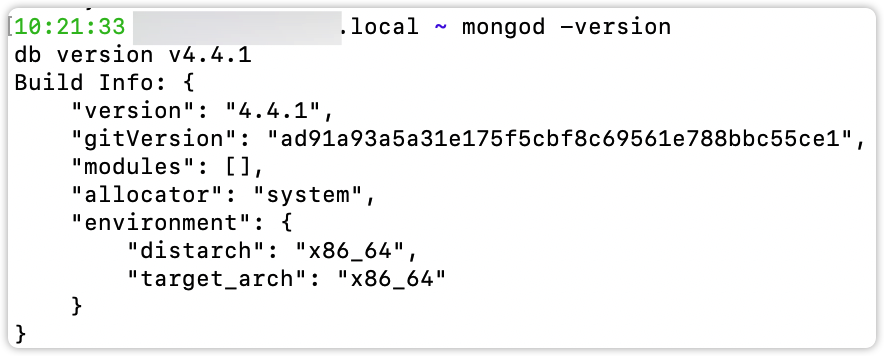 10:21:33 .local ~ mongod -version
db version v4.4.1
Build Info: {
    "version": "4.4.1",
    "gitVersion": "ad91a93a5a31e175f5cbf8c69561e788bbc55ce1",
    "modules": [],
    "allocator": "system",
    "environment": {
        "distarch": "x86_64",
        "target_arch": "x86_64"
    }
}